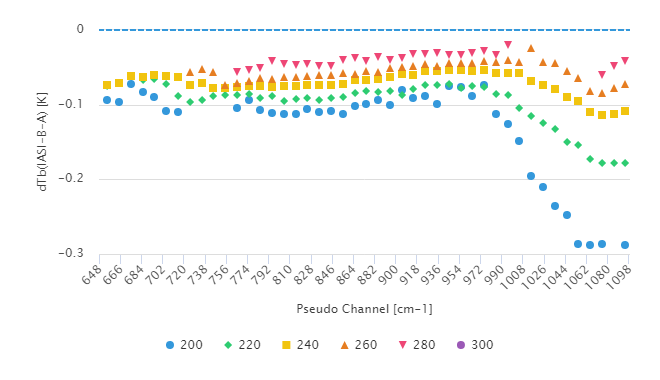 0
-0.1
-0.2
-0.3
dTb(IASI-B-A) [K]
648 666 684 702 720 738 756 774 792 810 828 846 864 882 900 918 936 954 972 990 1008 1026 1044 1062 1080 1098
Pseudo Channel [cm-1]
200 220 240 260 280 300